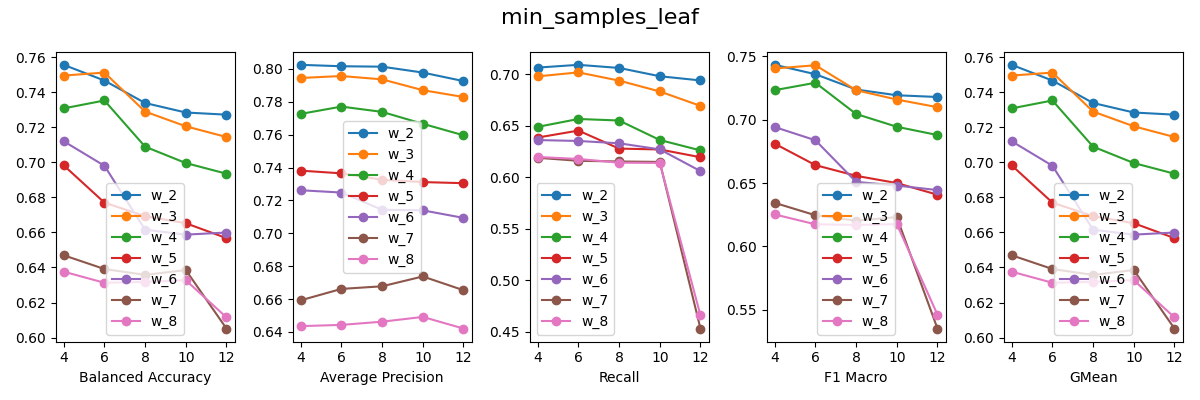 min_samples_leaf
0.76
0.74
0.72
0.70
0.68
0.66
0.64
0.62
0.60
4 6 8 10 12
Balanced Accuracy
w_2
w_3
w_4
w_5
w_6
w_7
w_8
0.80
0.78
0.76
0.74
0.72
0.70
0.68
0.66
0.64
4 6 8 10 12
Average Precision
w_2
w_3
w_4
w_5
w_6
w_7
w_8
0.70
0.65
0.60
0.55
0.50
0.45
4 6 8 10 12
Recall
w_2
w_3
w_4
w_5
w_6
w_7
w_8
0.75
0.70
0.65
0.60
0.55
4 6 8 10 12
F1 Macro
w_2
w_3
w_4
w_5
w_6
w_7
w_8
0.76
0.74
0.72
0.70
0.68
0.66
0.64
0.62
0.60
4 6 8 10 12
GMean
w_2
w_3
w_4
w_5
w_6
w_7
w_8